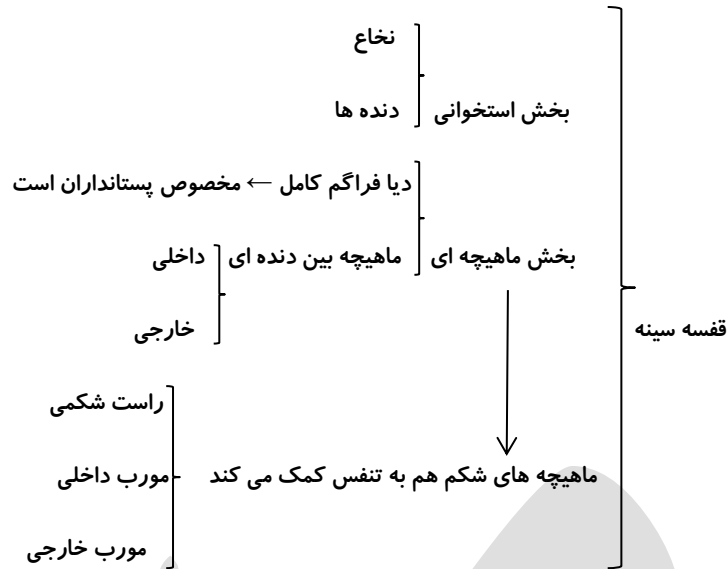 نخاع
بخش استخوانی
دنده ها
دیا فراگم کامل ← مخصوص پستانداران است
بخش ماهیچه ای
ماهیچه بین دنده ای
داخلی
خارجی
قفسه سینه
راست شکمی
ماهیچه های شکم هم به تنفس کمک می کند
مورب داخلی
مورب خارجی